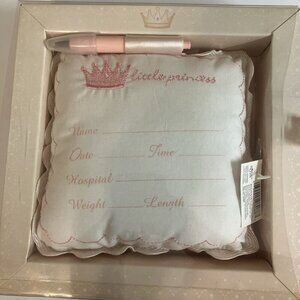 little princess
Name
Date Time
Hospital
Weight Length